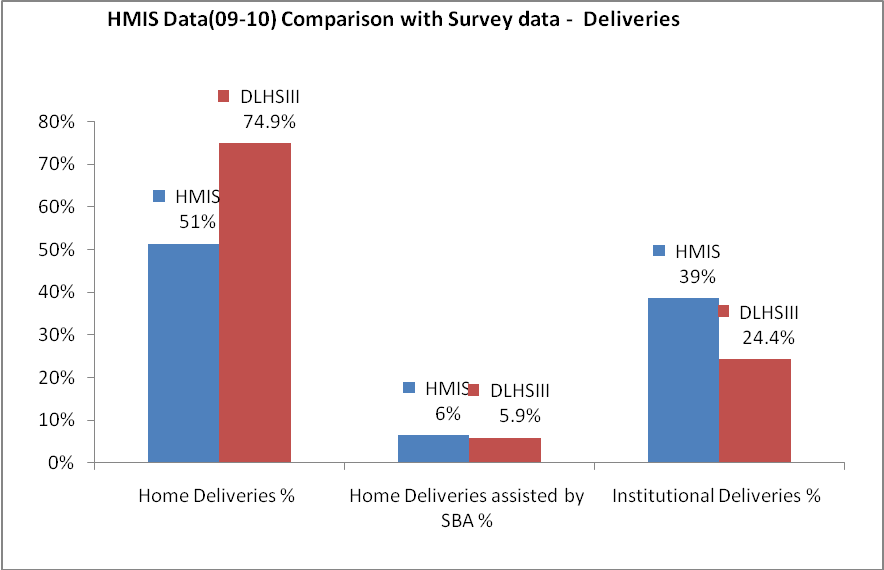 HMIS Data(09-10) Comparison with Survey data - Deliveries
DLHSIII
74.9%
HMIS
51%
HMIS
6%
DLHSIII
5.9%
HMIS
39%
DLHSIII
24.4%
80%
70%
60%
50%
40%
30%
20%
10%
0%
Home Deliveries %
Home Deliveries assisted by
SBA %
Institutional Deliveries %